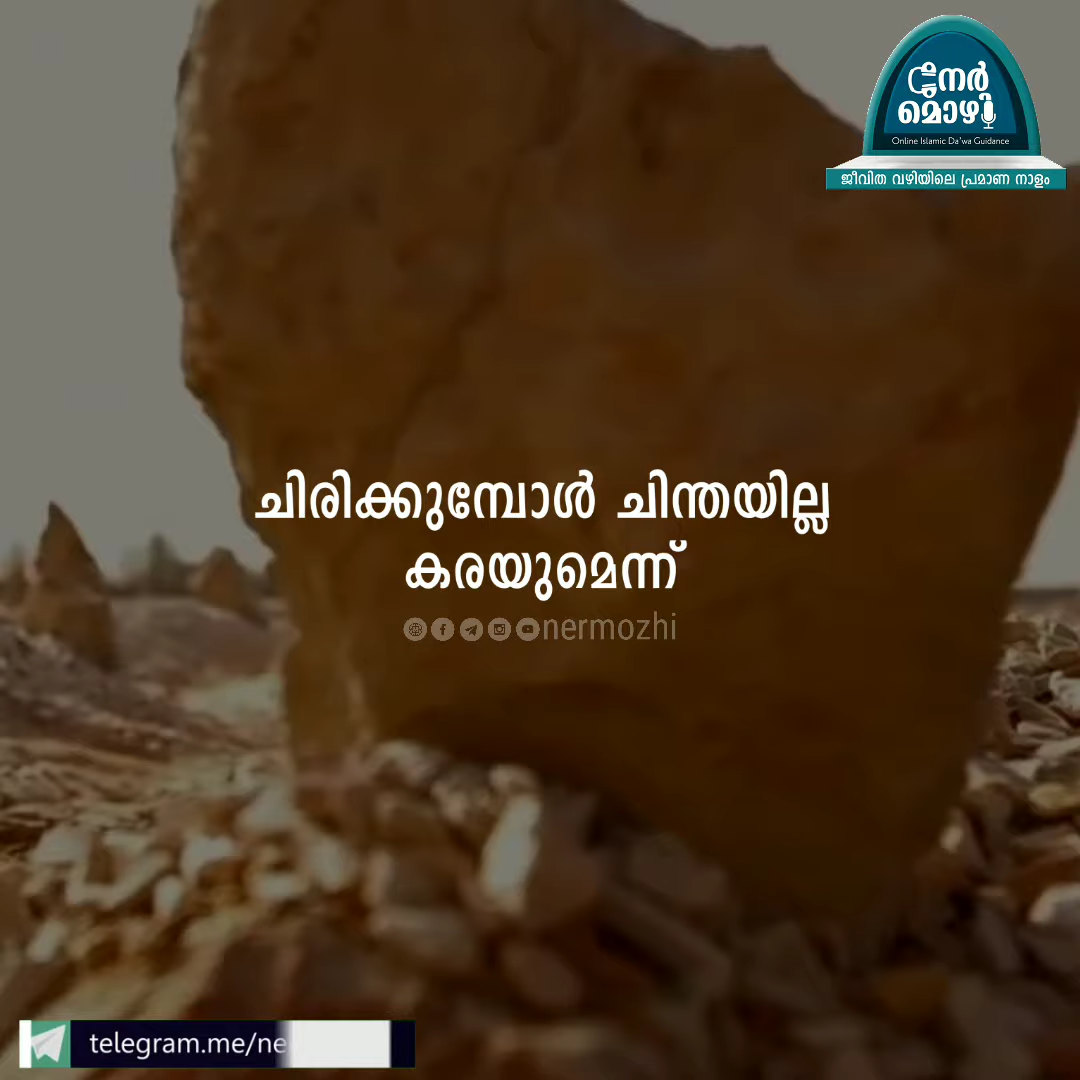 നേർ
മൊഴി
Online Islamic Da'wa Guidance
ജീവിത വഴിയിലെ പ്രമാണ നാളം
ചിരിക്കുമ്പോൾ ചിന്തയില്ല
കരയുമെന്ന്
nermozhi
telegram.me/ne